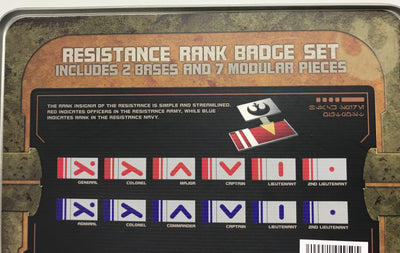 RESISTANCE RANK BADGE SET
INCLUDES 2 BASES AND 7 MODULAR PIECES
THE RANK INSIGNIA OF THE RESISTANCE IS SIMPLE AND STREAMLINED.
RED INDICATES OFFICERS IN THE RESISTANCE ARMY, WHILE BLUE
INDICATES RANK IN THE RESISTANCE NAVY.
GENERAL COLONEL MAJOR CAPTAIN LIEUTENANT 2ND LIEUTENANT
ADMIRAL COLONEL COMMANDER CAPTAIN LIEUTENANT 2ND LIEUTENANT